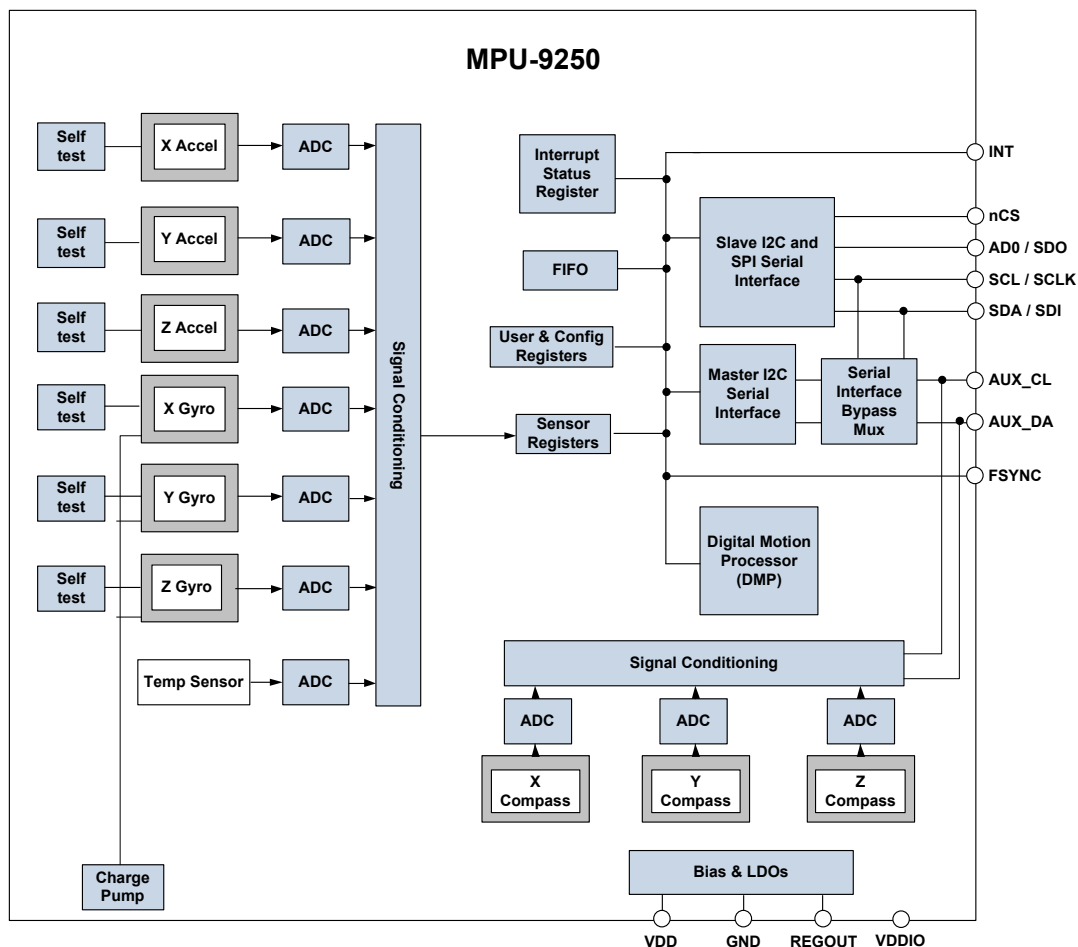 MPU-9250
Self
test
X Accel
ADC
Self
test
Y Accel
ADC
Self
test
Z Accel
ADC
Self
test
X Gyro
ADC
Self
test
Y Gyro
ADC
Self
test
Z Gyro
ADC
Temp Sensor
ADC
Signal Conditioning
Charge
Pump
Interrupt
Status
Register
FIFO
User & Config
Registers
Sensor
Registers
Slave I2C and
SPI Serial
Interface
Master I2C
Serial
Interface
Serial
Interface
Bypass
Mux
Digital Motion
Processor
(DMP)
INT
nCS
AD0 / SDO
SCL / SCLK
SDA / SDI
AUX_CL
AUX_DA
FSYNC
Signal Conditioning
ADC
ADC
ADC
X
Compass
Y
Compass
Z
Compass
Bias & LDOs
VDD
GND
REGOUT
VDDIO